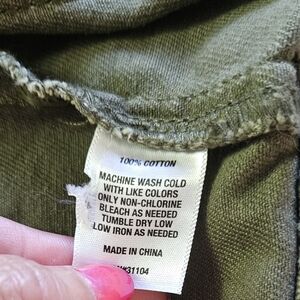 100% COTTON
MACHINE WASH COLD
WITH LIKE COLORS
ONLY NON-CHLORINE
BLEACH AS NEEDED
TUMBLE DRY LOW
LOW IRON AS NEEDED
MADE IN CHINA